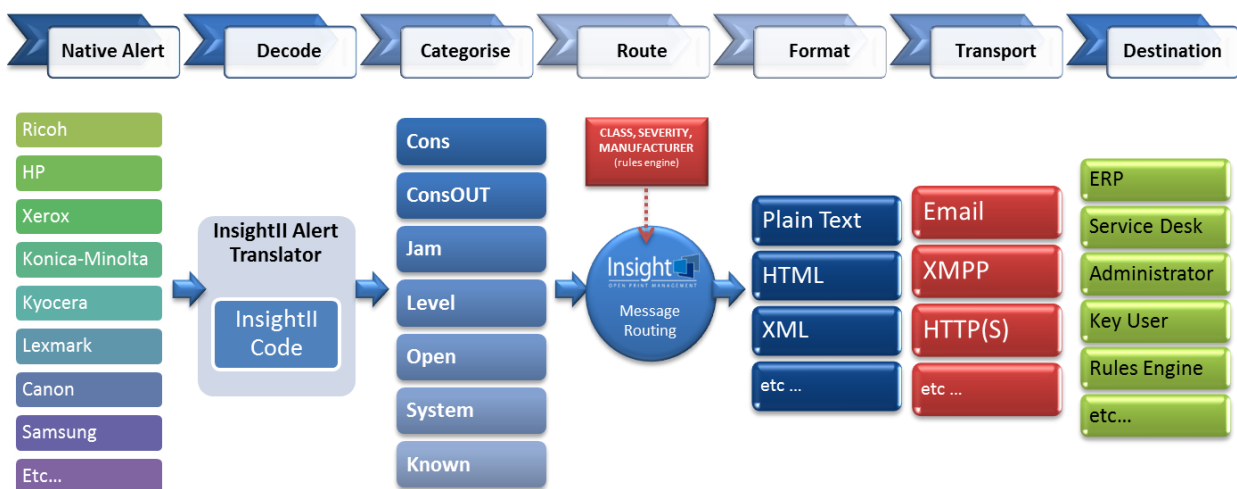 Native Alert
Decode
Categorise
Route
Format
Transport
Destination
Ricoh
HP
Xerox
Konica-Minolta
Kyocera
Lexmark
Canon
Samsung
Etc...
InsightII Alert
Translator
InsightII
Code
Cons
ConsOUT
Jam
Level
Open
System
Known
CLASS, SEVERITY,
MANUFACTURER
(rules engine)
Insight
OPEN PRINT MANAGEMENT
Message
Routing
Plain Text
HTML
XML
etc ...
Email
XMPP
HTTP(S)
etc ...
ERP
Service Desk
Administrator
Key User
Rules Engine
etc...